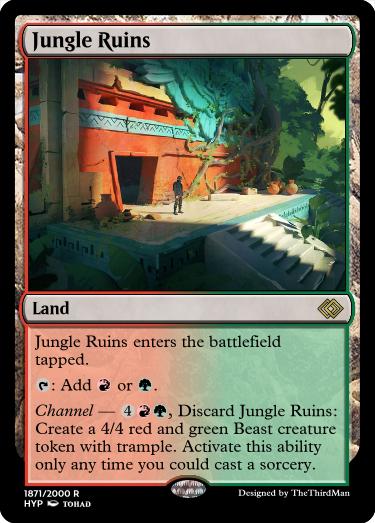 Jungle Ruins
Land
Jungle Ruins enters the battlefield
tapped.
: Add or .
Channel — 4, Discard Jungle Ruins:
Create a 4/4 red and green Beast creature
token with trample. Activate this ability
only any time you could cast a sorcery.
1871/2000 R
Designed by TheThirdMan
HYP TOHAD